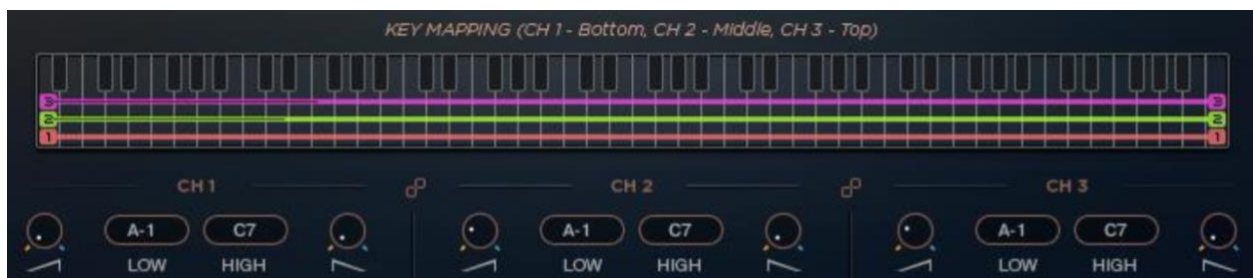 KEY MAPPING (CH 1 - Bottom, CH 2 - Middle, CH 3 - Top)
3 3
2 2
1 1
CH 1 CH 2 CH 3
A-1 C7 A-1 C7 A-1 C7
LOW HIGH LOW HIGH LOW HIGH